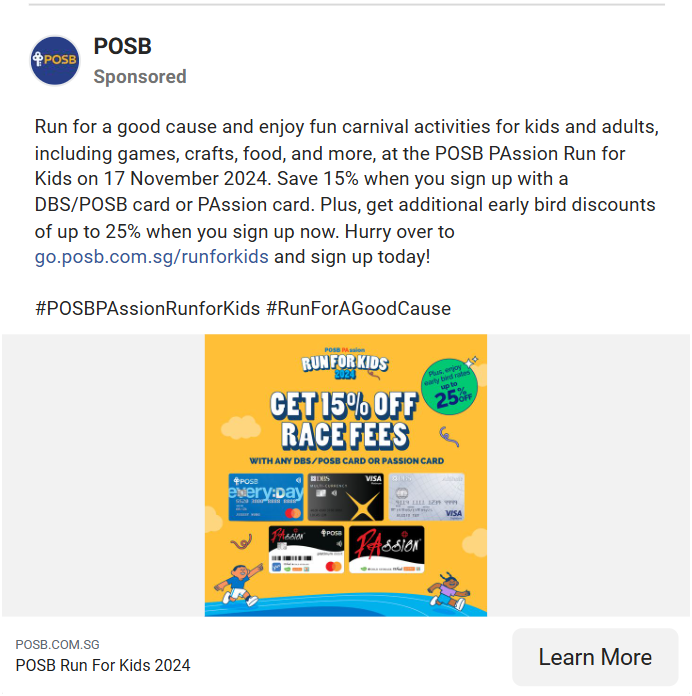 POSB
POSB
Sponsored
Run for a good cause and enjoy fun carnival activities for kids and adults,
including games, crafts, food, and more, at the POSB PAssion Run for
Kids on 17 November 2024. Save 15% when you sign up with a
DBS/POSB card or PAssion card. Plus, get additional early bird discounts
of up to 25% when you sign up now. Hurry over to
go.posb.com.sg/runforkids and sign up today!
#POSBPAssionRunforKids #RunForAGoodCause
POSB PAssion
RUN FOR KIDS
2024
Plus, enjoy
early bird rates
up to
25% OFF
GET 15% OFF
RACE FEES
WITH ANY DBS/POSB CARD OR PASSION CARD
POSB
everyday
DBS
VISA
DBS
VISA
PAssion
POSB
PAssion
POSB.COM.SG
POSB Run For Kids 2024
Learn More